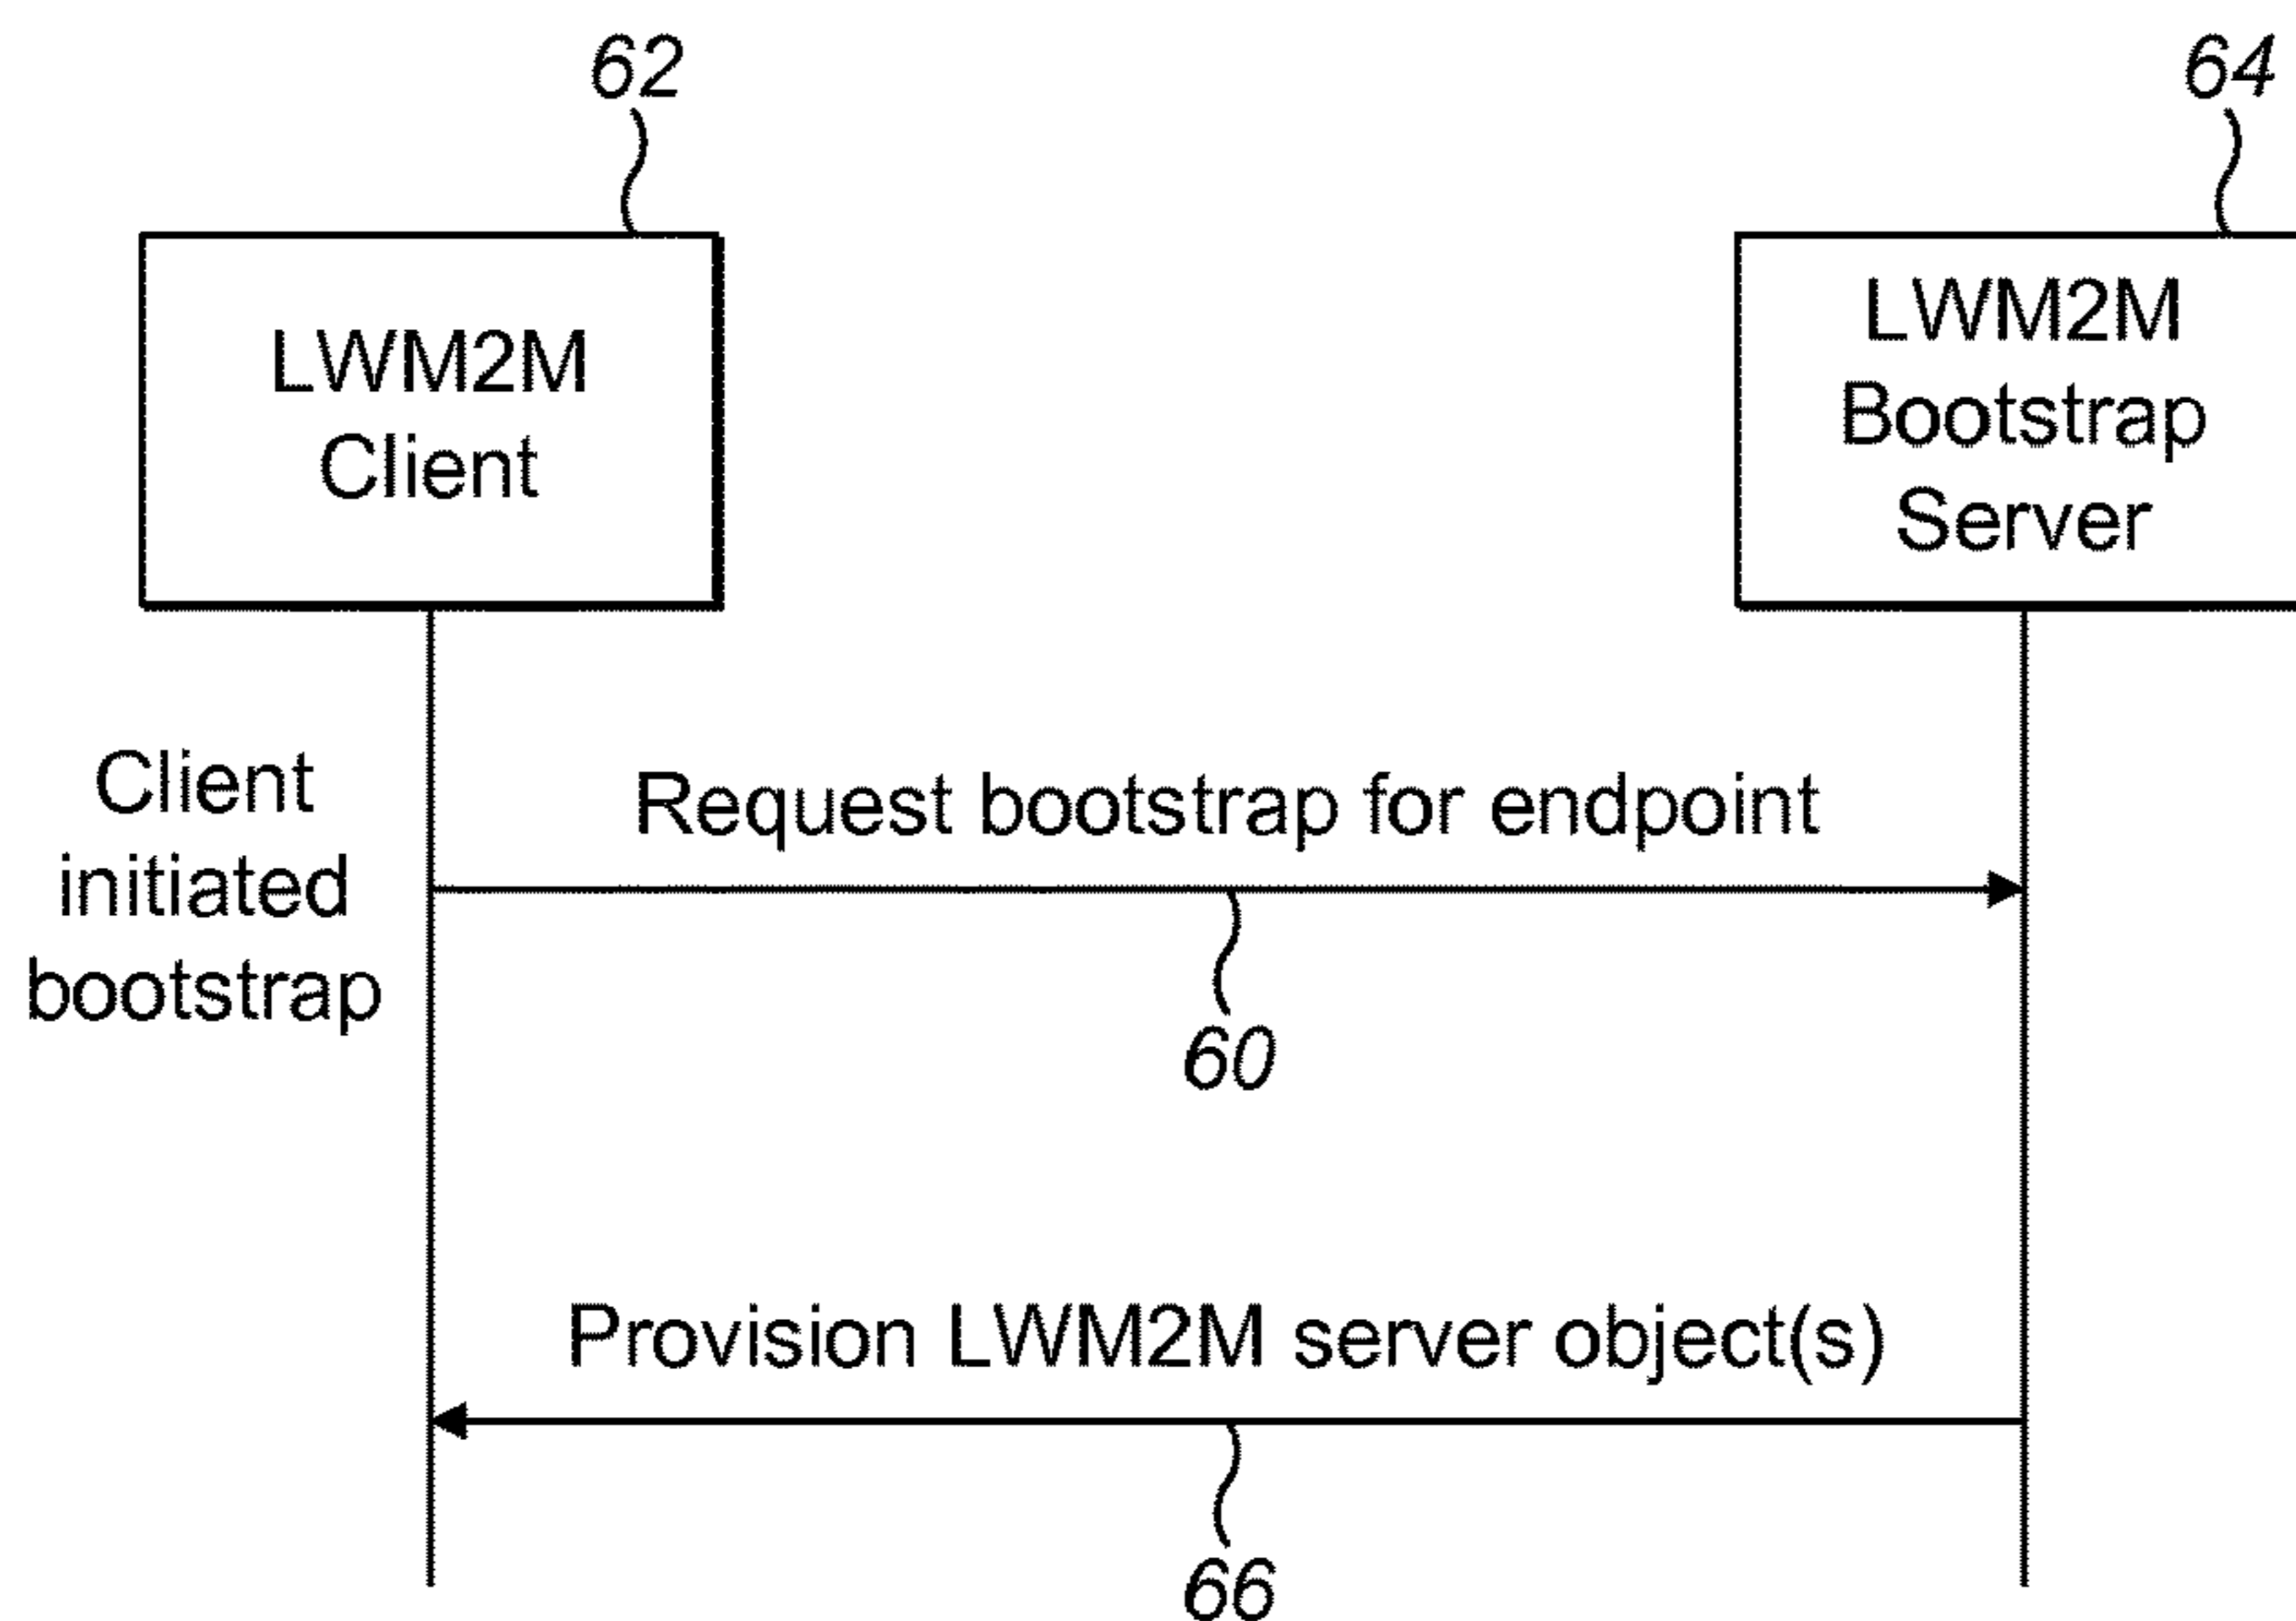 62
64
LWM2M
Client
LWM2M
Bootstrap
Server
Client
initiated
bootstrap
Request bootstrap for endpoint
60
Provision LWM2M server object(s)
66